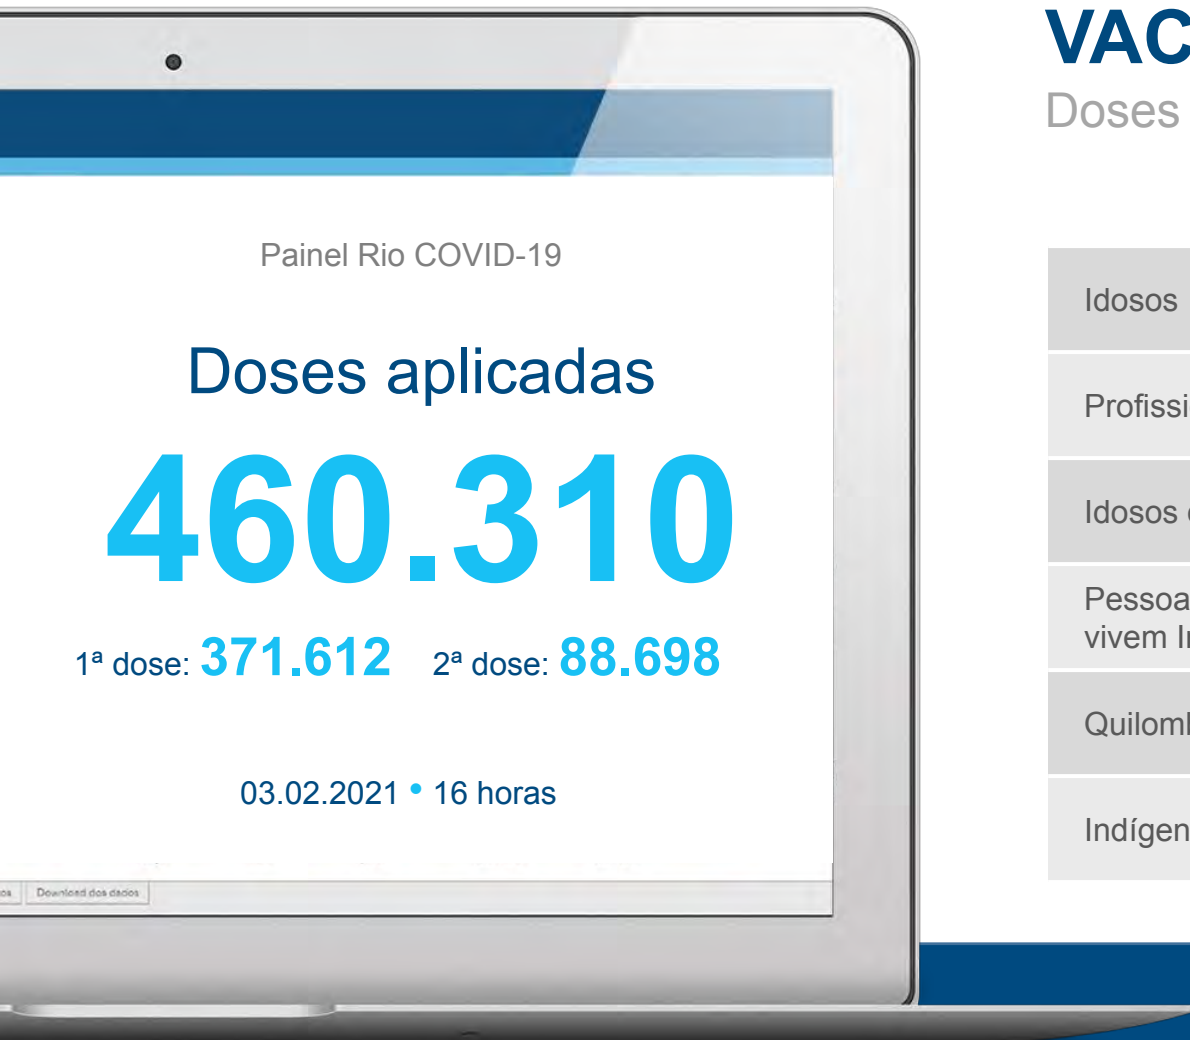 Painel Rio COVID-19
Doses aplicadas
460.310
1ª dose: 371.612 2ª dose: 88.698
03.02.2021 • 16 horas
Download dos dados
VAC
Doses
Idosos
Profissi
Idosos
Pessoa
vivem I
Quilom
Indígen